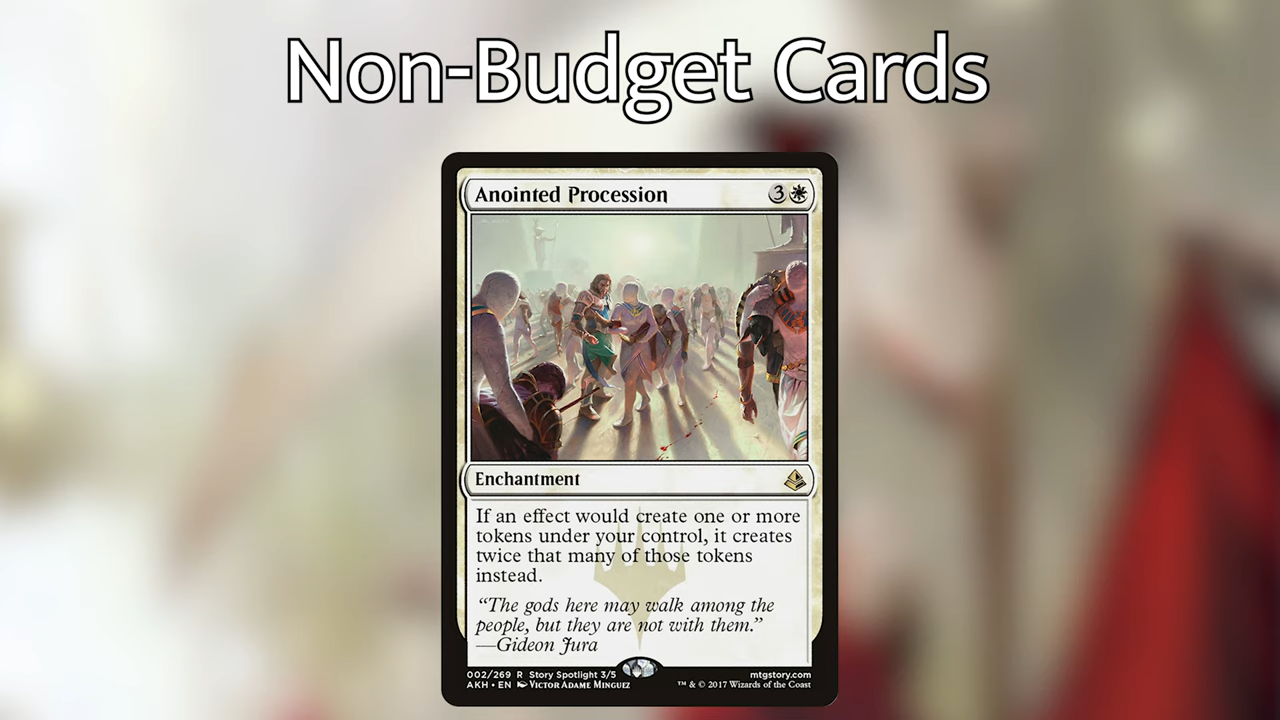 Non-Budget Cards
Anointed Procession 3
Enchantment
If an effect would create one or more
tokens under your control, it creates
twice that many of those tokens
instead.
“The gods here may walk among the
people, but they are not with them.”
—Gideon Jura
002/269 R Story Spotlight 3/5 mtgstory.com
AKH • EN Victor Adame Minguez ™ & © 2017 Wizards of the Coast